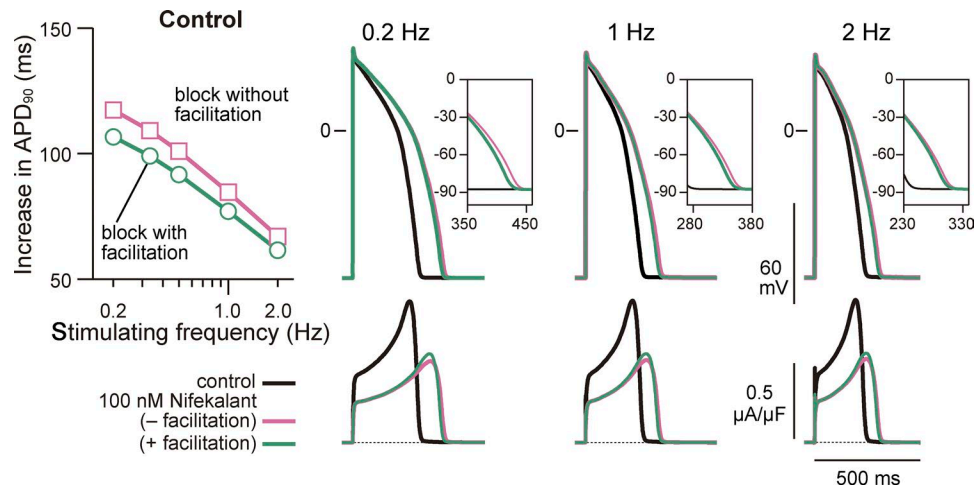 Control
150
100
50
Increase in APD90 (ms)
block without
facilitation
block with
facilitation
0.2
1.0
2.0
Stimulating frequency (Hz)
control
100 nM Nifekalant
(– facilitation)
(+ facilitation)
0.2 Hz
0
0
-30
-60
-90
350
450
1 Hz
0
0
-30
-60
-90
280
380
2 Hz
0
0
-30
-60
-90
230
330
60
mV
0.5
µA/µF
500 ms